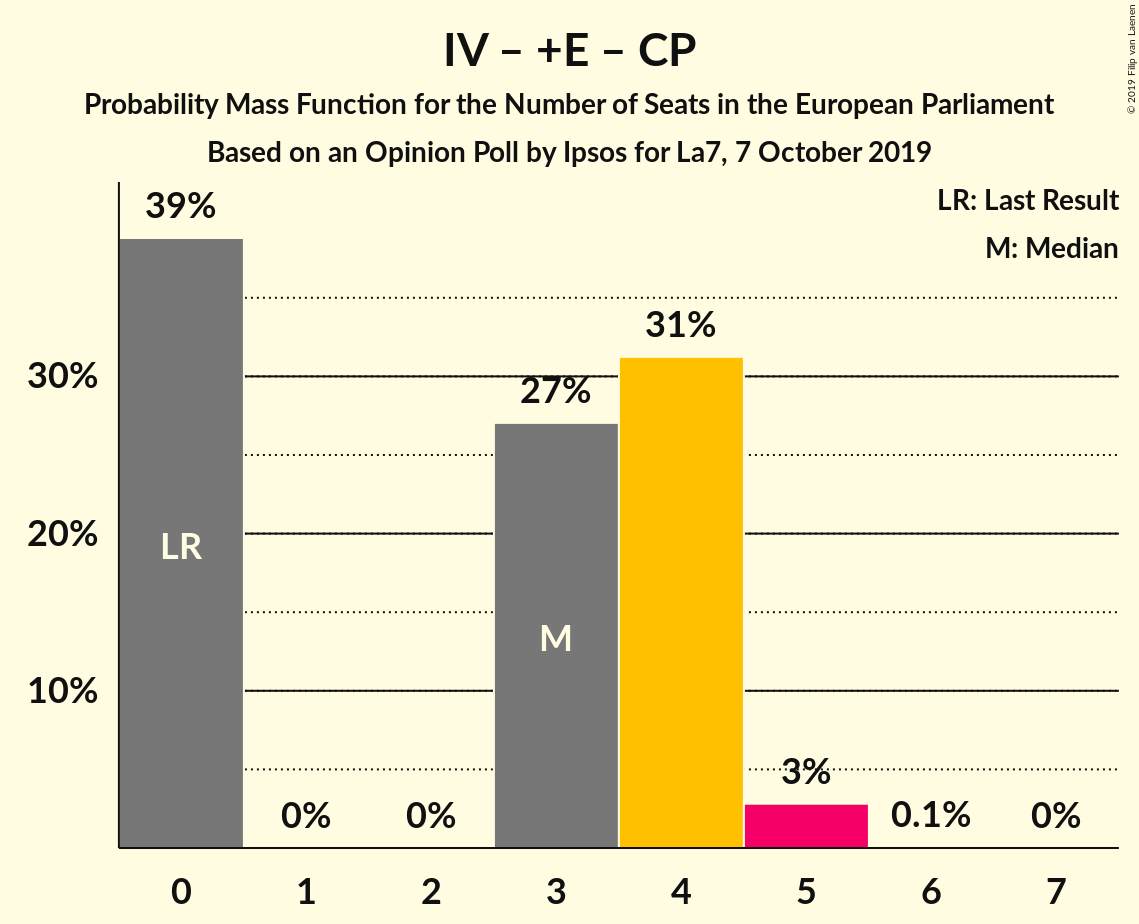 IV – +E – CP
Probability Mass Function for the Number of Seats in the European Parliament
Based on an Opinion Poll by Ipsos for La7, 7 October 2019
© 2019 Filip van Laenen
LR: Last Result
M: Median
39%
31%
30%
27%
20%
LR
M
10%
3%
0%
0%
0.1%
0%
0 1 2 3 4 5 6 7